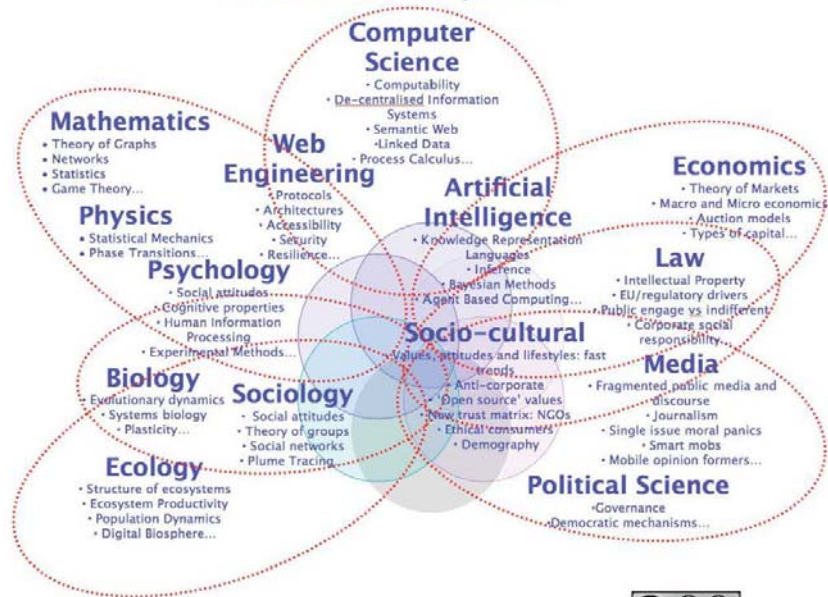 Computer
Science
• Computability
• De-centralised Information
Systems
• Semantic Web
•Linked Data
• Process Calculus...
Mathematics
• Theory of Graphs
• Networks
• Statistics
• Game Theory...
Physics
• Statistical Mechanics
• Phase Transitions...
Web
Engineering
•Protocols
• Architectures
• Accessibility
• Security
• Resilience...
Artificial
Intelligence
• Knowledge Representation
Languages
• Inference
• Bayesian Methods
• Agent Based Computing...
Economics
• Theory of Markets
• Macro and Micro economics
• Auction models
• Types of capital...
Law
• Intellectual Property
• EU/regulatory drivers
•Public engage vs indifferent
• Corporate social
responsibility...
Psychology
• Social attitudes
• Cognitive properties
• Human Information
Processing
• Experimental Methods...
Socio-cultural
•Values, attitudes and lifestyles: fast
trends
• Anti-corporate
• 'Open source' values
• New trust matrix: NGOs
• Ethical consumers
• Demography
Media
• Fragmented public media and
discourse
• Journalism
• Single issue moral panics
• Smart mobs
• Mobile opinion formers...
Biology
• Evolutionary dynamics
• Systems biology
• Plasticity...
Sociology
• Social attitudes
• Theory of groups
• Social networks
• Plume Tracing
Ecology
• Structure of ecosystems
• Ecosystem Productivity
• Population Dynamics
• Digital Biosphere...
Political Science
•Governance
•Democratic mechanisms...